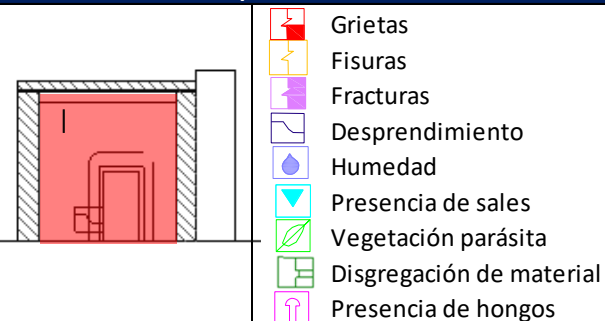 Grietas
Fisuras
Fracturas
Desprendimiento
Humedad
Presencia de sales
Vegetación parásita
Disgregación de material
Presencia de hongos